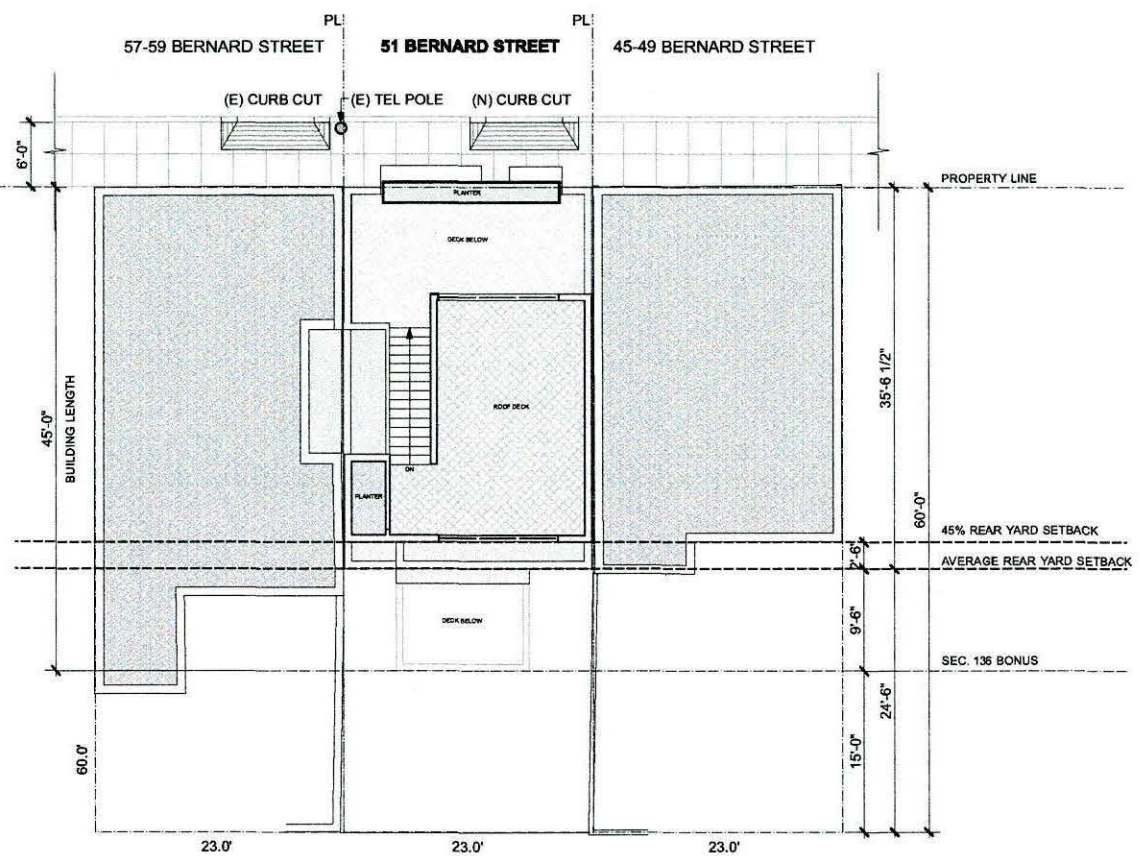 PL
PL
57-59 BERNARD STREET
51 BERNARD STREET
45-49 BERNARD STREET
(E) CURB CUT
(E) TEL POLE
(N) CURB CUT
6'-0"
PROPERTY LINE
PLANTER
DECK BELOW
BUILDING LENGTH
45'-0"
35'-6 1/2"
ROOF DECK
DN
PLANTER
60'-0"
45% REAR YARD SETBACK
2'-6"
AVERAGE REAR YARD SETBACK
DECK BELOW
9'-6"
SEC. 136 BONUS
24'-6"
15'-0"
60.0'
23.0'
23.0'
23.0'